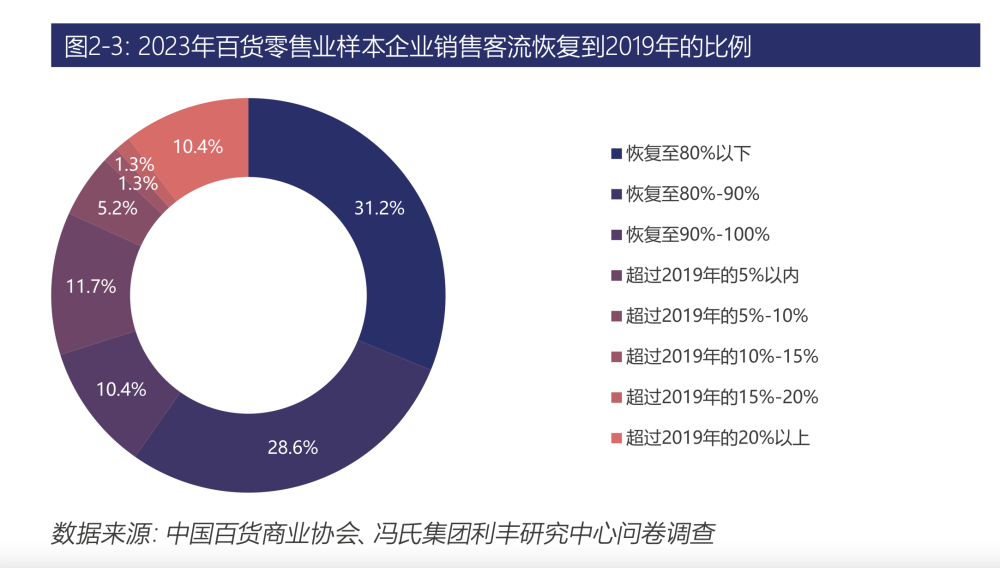 图2-3: 2023年百货零售业样本企业销售客流恢复到2019年的比例
10.4%
1.3%
1.3%
5.2%
31.2%
11.7%
10.4%
28.6%
恢复至80%以下
恢复至80%-90%
恢复至90%-100%
超过2019年的5%以内
超过2019年的5%-10%
超过2019年的10%-15%
超过2019年的15%-20%
超过2019年的20%以上
数据来源: 中国百货商业协会、冯氏集团利丰研究中心问卷调查